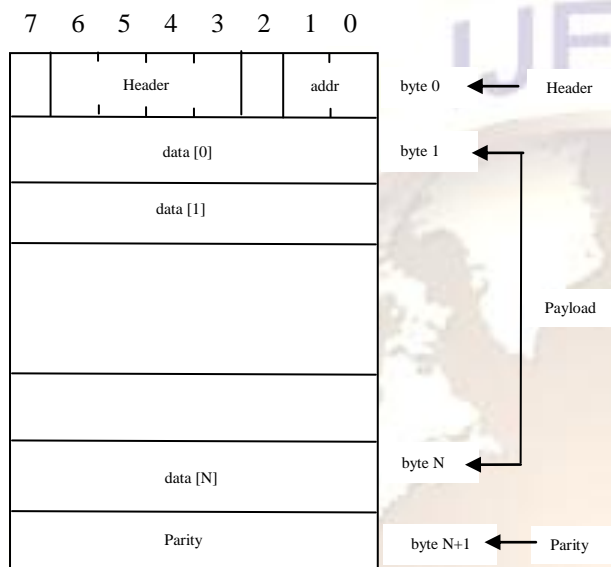 7 6 5 4 3 2 1 0
Header addr byte 0 Header
data [0] byte 1
data [1]
Payload
data [N] byte N
Parity byte N+1 Parity